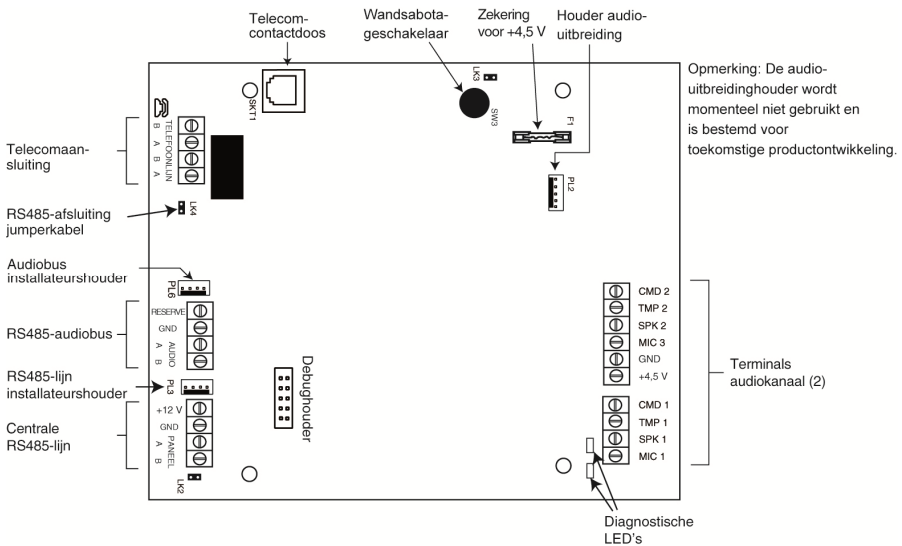 Telecom-
contactdoos
Wandsabota-
geschakelaar
Zekering
voor +4,5 V
Houder audio-
uitbreiding
Opmerking: De audio-
uitbreidinghouder wordt
momenteel niet gebruikt en
is bestemd voor
toekomstige productontwikkeling.
SKT1
LK3
SW3
F1
PL2
Telecomaan-
sluiting
B
A
B
A
TELEFOONLIJN
LK4
RS485-afsluiting
jumperkabel
Audiobus
installateurshouder
PL6
RS485-audiobus
RESERVE
GND
A
B
AUDIO
RS485-lijn
installateurshouder
PL3
Centrale
RS485-lijn
+12 V
GND
A
B
PANEEL
LK2
Debughouder
CMD 2
TMP 2
SPK 2
MIC 3
GND
+4,5 V
CMD 1
TMP 1
SPK 1
MIC 1
Terminals
audiokanaal (2)
Diagnostische
LED's